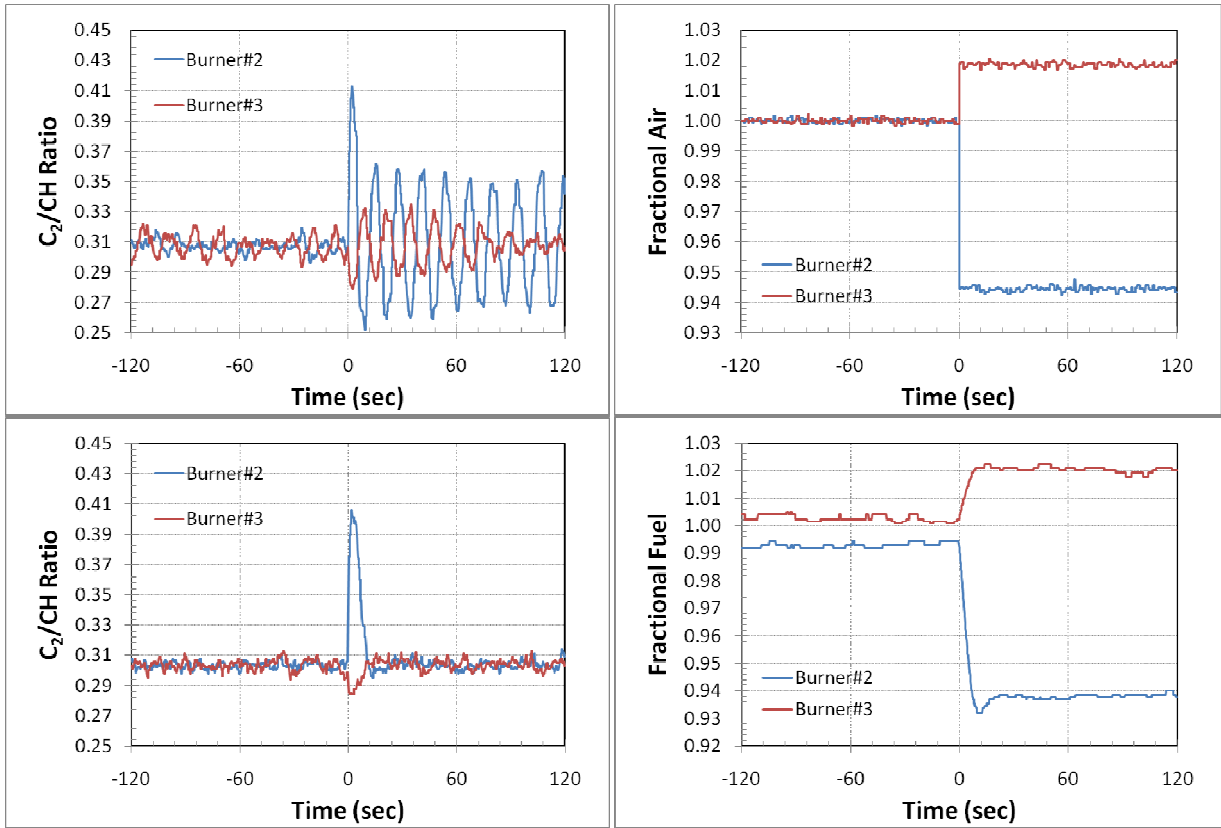 0.45
0.43
0.41
0.39
0.37
0.35
0.33
0.31
0.29
0.27
0.25
C₂/CH Ratio
Burner#2
Burner#3
-120 -60 0 60 120
Time (sec)
1.03
1.02
1.01
1.00
0.99
0.98
0.97
0.96
0.95
0.94
0.93
Fractional Air
Burner#2
Burner#3
-120 -60 0 60 120
Time (sec)
0.45
0.43
0.41
0.39
0.37
0.35
0.33
0.31
0.29
0.27
0.25
C₂/CH Ratio
Burner#2
Burner#3
-120 -60 0 60 120
Time (sec)
1.03
1.02
1.01
1.00
0.99
0.98
0.97
0.96
0.95
0.94
0.93
0.92
Fractional Fuel
Burner#2
Burner#3
-120 -60 0 60 120
Time (sec)